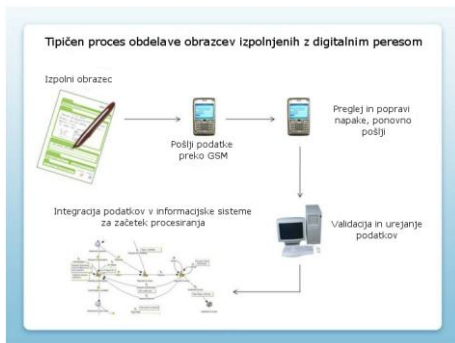 Tipičen proces obdelave obrazcev izpolnjenih z digitalnim peresom
Izpolni obrazec
Pošlji podatke
preko GSM
Preglej in popravi
napake, ponovno
pošlji
Integracija podatkov v informacijske sisteme
za začetek procesiranja
Validacija in urejanje
podatkov